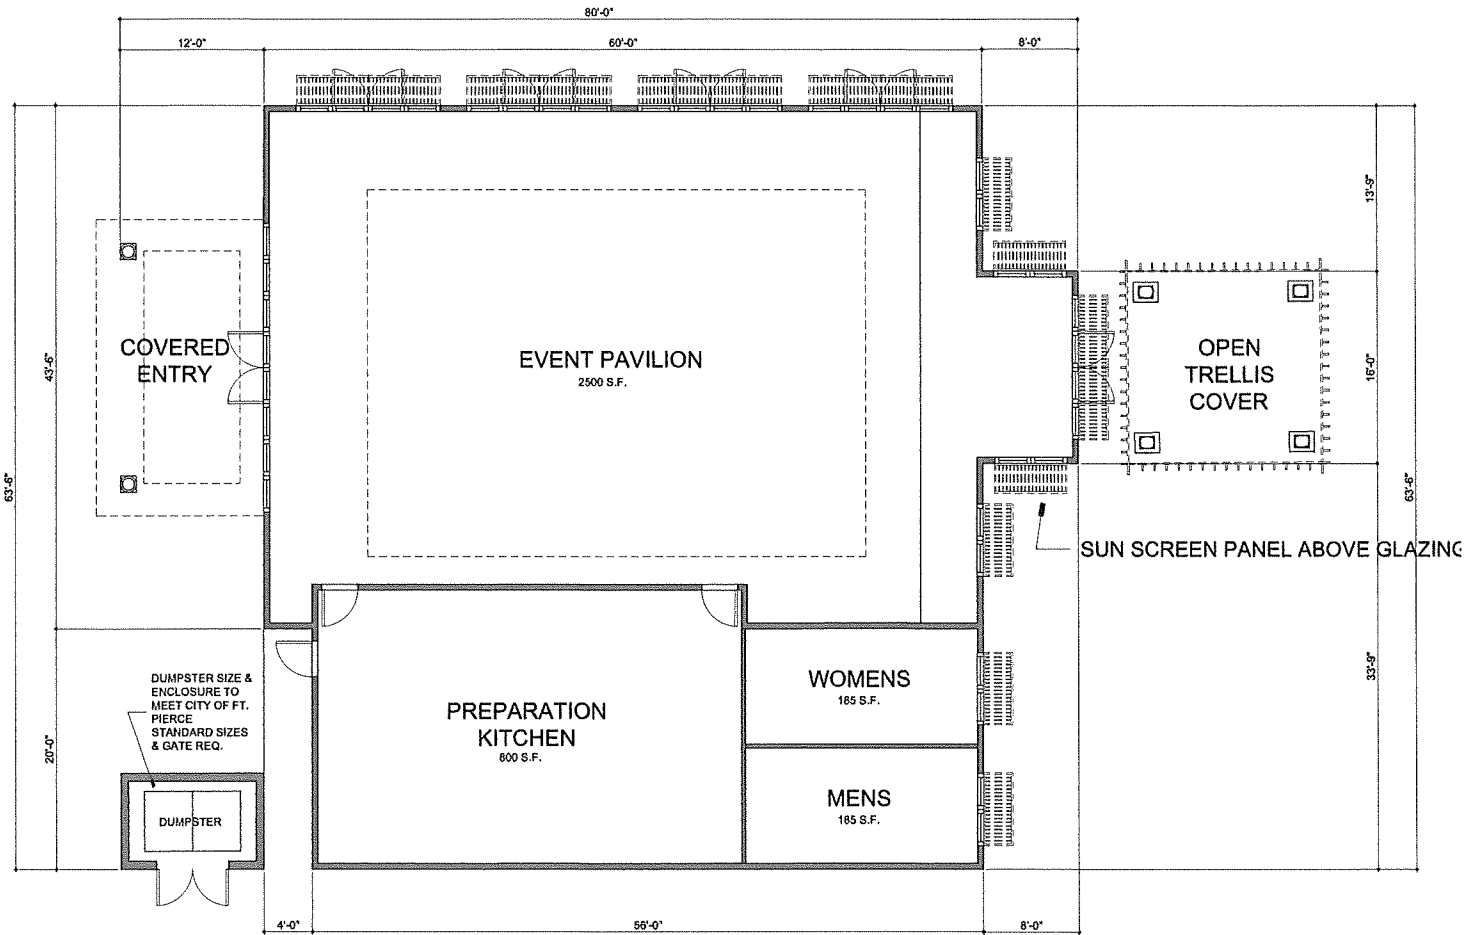 80'-0"
12'-0"
60'-0"
8'-0"
13'-9"
COVERED
ENTRY
EVENT PAVILION
2500 S.F.
OPEN
TRELLIS
COVER
43'-6"
16'-0"
63'-6"
63'-6"
SUN SCREEN PANEL ABOVE GLAZING
DUMPSTER SIZE &
ENCLOSURE TO
MEET CITY OF FT.
PIERCE
STANDARD SIZES
& GATE REQ.
WOMENS
185 S.F.
33'-9"
PREPARATION
KITCHEN
800 S.F.
20'-0"
MENS
185 S.F.
DUMPSTER
4'-0"
56'-0"
8'-0"